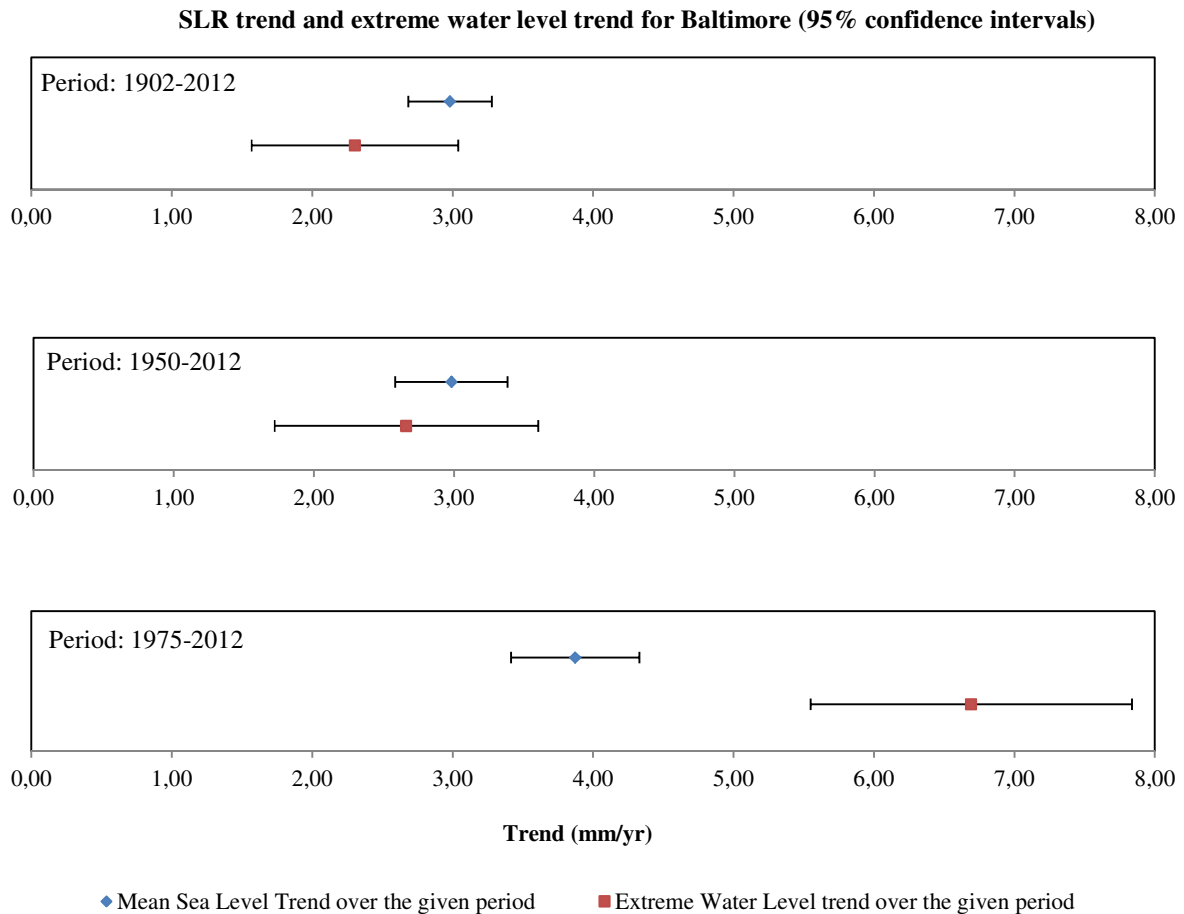 SLR trend and extreme water level trend for Baltimore (95% confidence intervals)
Period: 1902-2012
0,00 1,00 2,00 3,00 4,00 5,00 6,00 7,00 8,00
Period: 1950-2012
0,00 1,00 2,00 3,00 4,00 5,00 6,00 7,00 8,00
Period: 1975-2012
0,00 1,00 2,00 3,00 4,00 5,00 6,00 7,00 8,00
Trend (mm/yr)
Mean Sea Level Trend over the given period Extreme Water Level trend over the given period